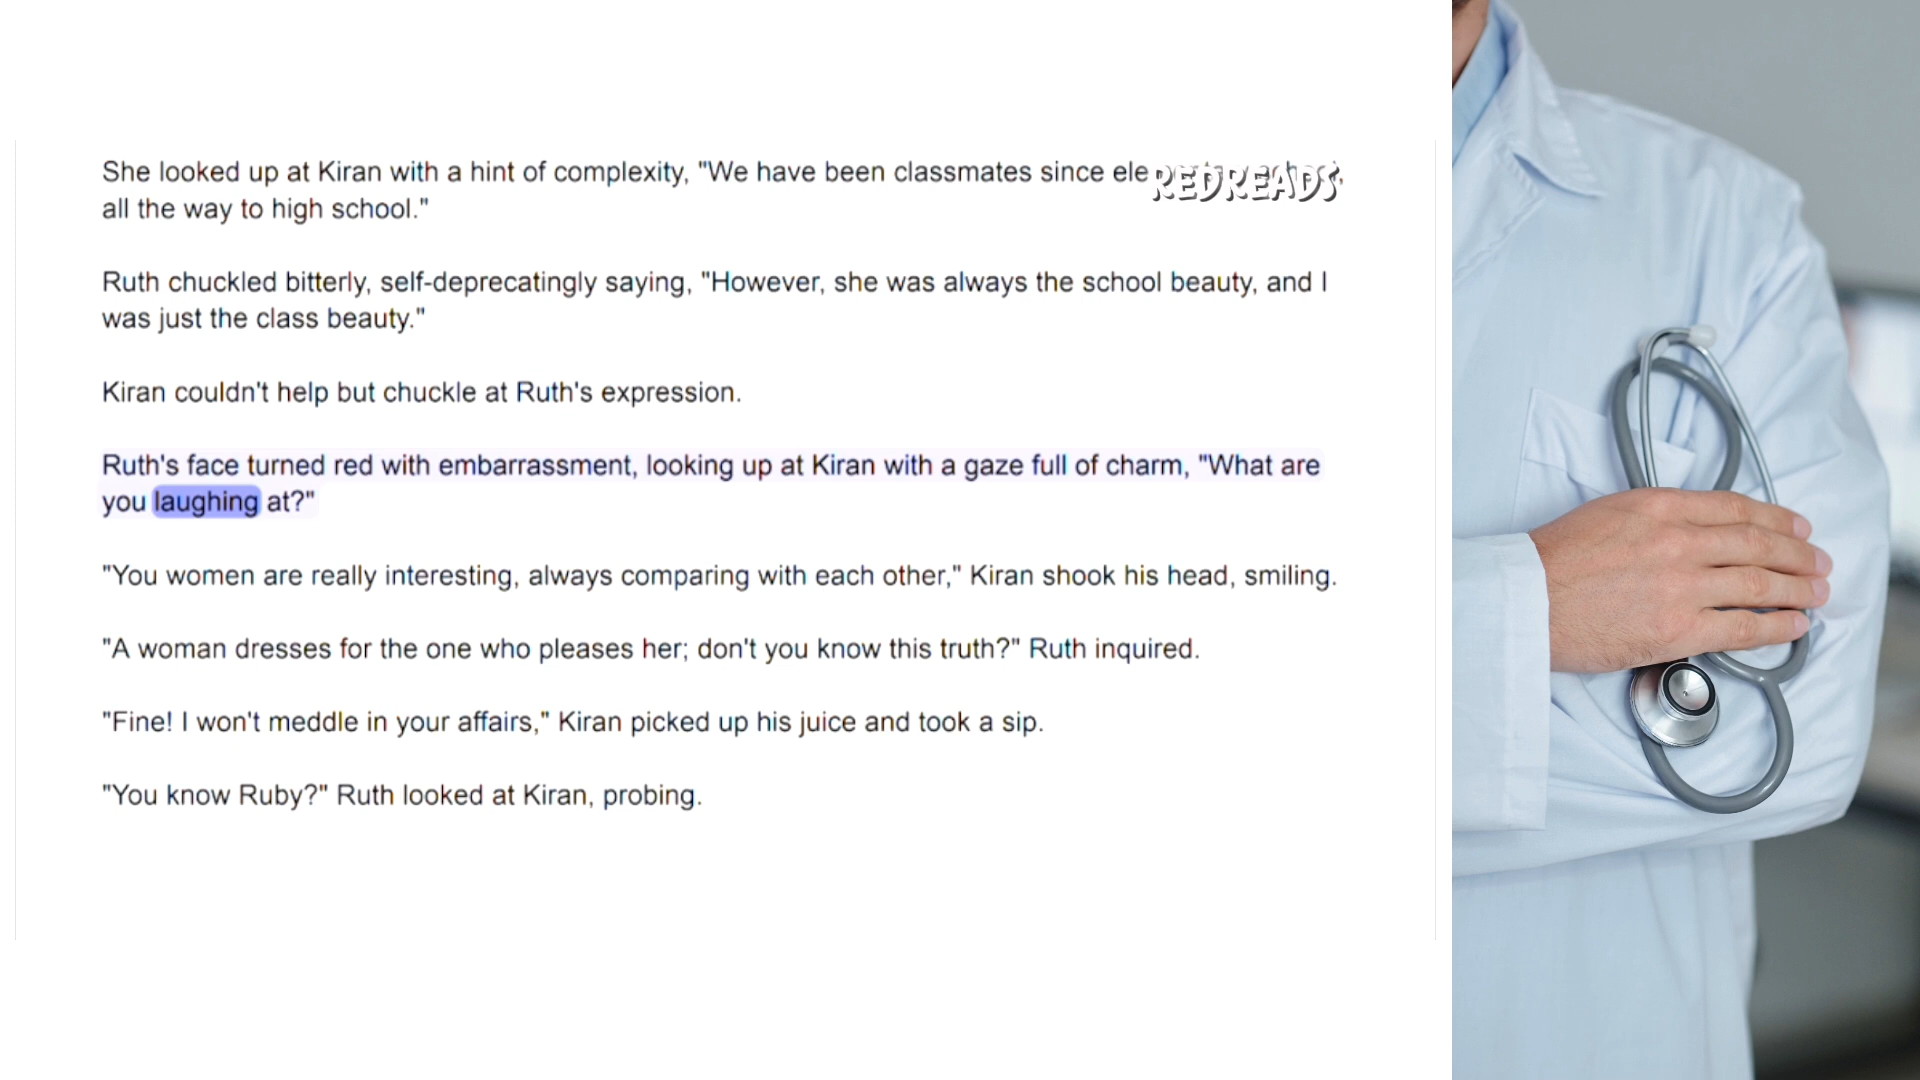 She looked up at Kiran with a hint of complexity, "We have been classmates since
REDREADS
all the way to high school."
Ruth chuckled bitterly, self-deprecatingly saying, "However, she was always the school beauty, and I
was just the class beauty."
Kiran couldn't help but chuckle at Ruth's expression.
Ruth's face turned red with embarrassment, looking up at Kiran with a gaze full of charm, "What are
you laughing at?"
"You women are really interesting, always comparing with each other," Kiran shook his head, smiling.
"A woman dresses for the one who pleases her; don't you know this truth?" Ruth inquired.
"Fine! I won't meddle in your affairs," Kiran picked up his juice and took a sip.
"You know Ruby?" Ruth looked at Kiran, probing.